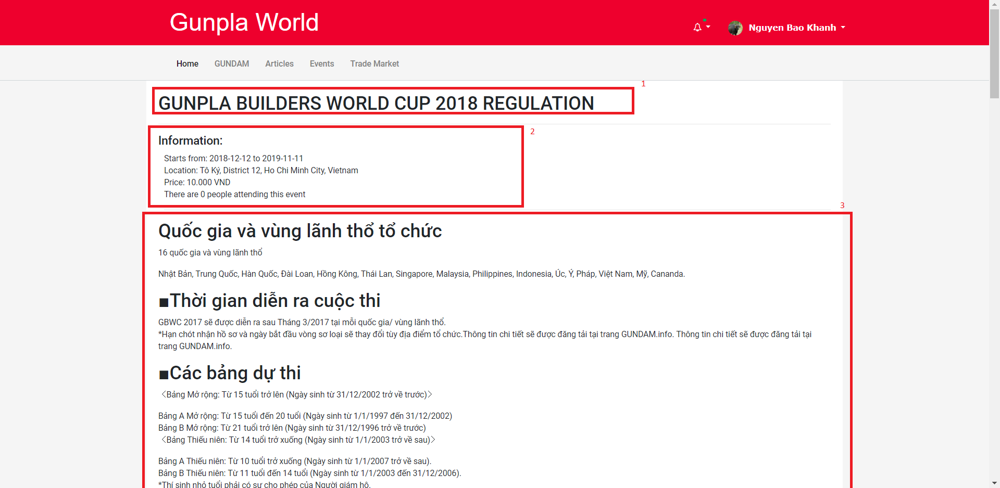 Gunpla World
Nguyen Bao Khanh
Home GUNDAM Articles Events Trade Market
1
GUNPLA BUILDERS WORLD CUP 2018 REGULATION
2
Information:
Starts from: 2018-12-12 to 2019-11-11
Location: Tô Ký, District 12, Ho Chi Minh City, Vietnam
Price: 10.000 VND
There are 0 people attending this event
3
Quốc gia và vùng lãnh thổ tổ chức
16 quốc gia và vùng lãnh thổ
Nhật Bản, Trung Quốc, Hàn Quốc, Đài Loan, Hồng Kông, Thái Lan, Singapore, Malaysia, Philippines, Indonesia, Úc, Ý, Pháp, Việt Nam, Mỹ, Cananda.
■Thời gian diễn ra cuộc thi
GBWC 2017 sẽ được diễn ra sau Tháng 3/2017 tại mỗi quốc gia/ vùng lãnh thổ.
*Hạn chót nhận hồ sơ và ngày bắt đầu vòng sơ loại sẽ thay đổi tùy địa điểm tổ chức.Thông tin chi tiết sẽ được đăng tải tại trang GUNDAM.info. Thông tin chi tiết sẽ được đăng tải tại
trang GUNDAM.info.
■Các bảng dự thi
〈Bảng Mở rộng: Từ 15 tuổi trở lên (Ngày sinh từ 31/12/2002 trở về trước)〉
Bảng A Mở rộng: Từ 15 tuổi đến 20 tuổi (Ngày sinh từ 1/1/1997 đến 31/12/2002)
Bảng B Mở rộng: Từ 21 tuổi trở lên (Ngày sinh từ 31/12/1996 trở về trước)
〈Bảng Thiếu niên: Từ 14 tuổi trở xuống (Ngày sinh từ 1/1/2003 trở về sau)〉
Bảng A Thiếu niên: Từ 10 tuổi trở xuống (Ngày sinh từ 1/1/2007 trở về sau).
Bảng B Thiếu niên: Từ 11 tuổi đến 14 tuổi (Ngày sinh từ 1/1/2003 đến 31/12/2006).
*Thí sinh nhỏ tuổi phải có sự cho phép của Người giám hộ.